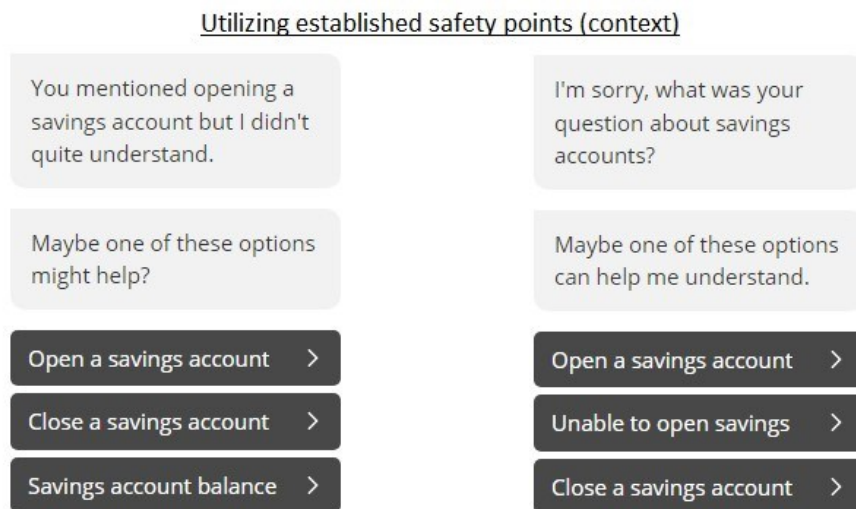 Utilizing established safety points (context)
You mentioned opening a
savings account but I didn't
quite understand.
Maybe one of these options
might help?
Open a savings account
Close a savings account
Savings account balance
I'm sorry, what was your
question about savings
accounts?
Maybe one of these options
can help me understand.
Open a savings account
Unable to open savings
Close a savings account